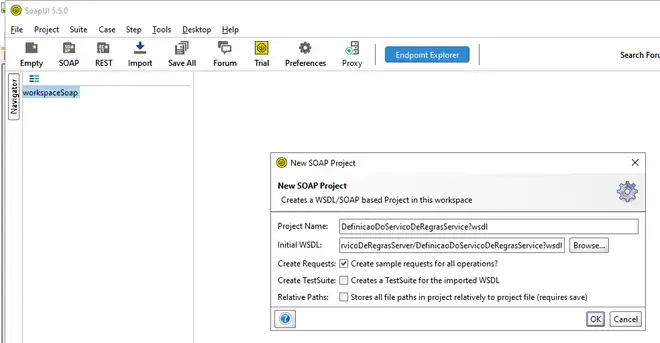 SoapUI 5.5.0
File Project Suite Case Step Tools Desktop Help
Empty SOAP REST Import Save All Forum Trial Preferences Proxy Endpoint Explorer Search Foru
Navigator
workspaceSoap
New SOAP Project
New SOAP Project
Creates a WSDL/SOAP based Project in this workspace
Project Name: DefinicaoDoServicoDeRegrasService?wsdl
Initial WSDL: rvicoDeRegrasServer/DefinicaoDoServicoDeRegrasService?wsdl Browse...
Create Requests: Create sample requests for all operations?
Create TestSuite: Creates a TestSuite for the imported WSDL
Relative Paths: Stores all file paths in project relatively to project file (requires save)
OK Cancel